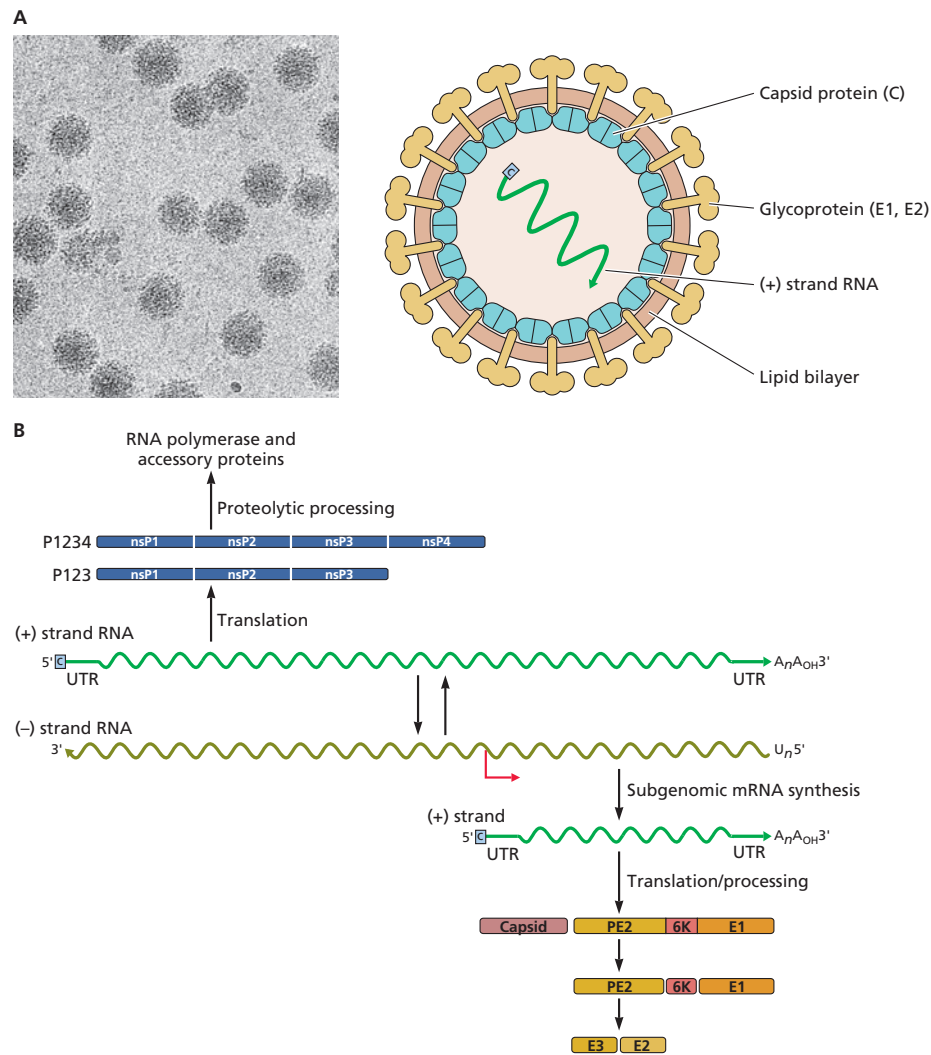 A
C
Capsid protein (C)
Glycoprotein (E1, E2)
(+) strand RNA
Lipid bilayer
B
RNA polymerase and
accessory proteins
Proteolytic processing
P1234 nsP1 nsP2 nsP3 nsP4
P123 nsP1 nsP2 nsP3
Translation
(+) strand RNA
5' C AnAOH3'
UTR UTR
(–) strand RNA
3' Un5'
Subgenomic mRNA synthesis
(+) strand
5' C AnAOH3'
UTR UTR
Translation/processing
Capsid PE2 6K E1
PE2 6K E1
E3 E2